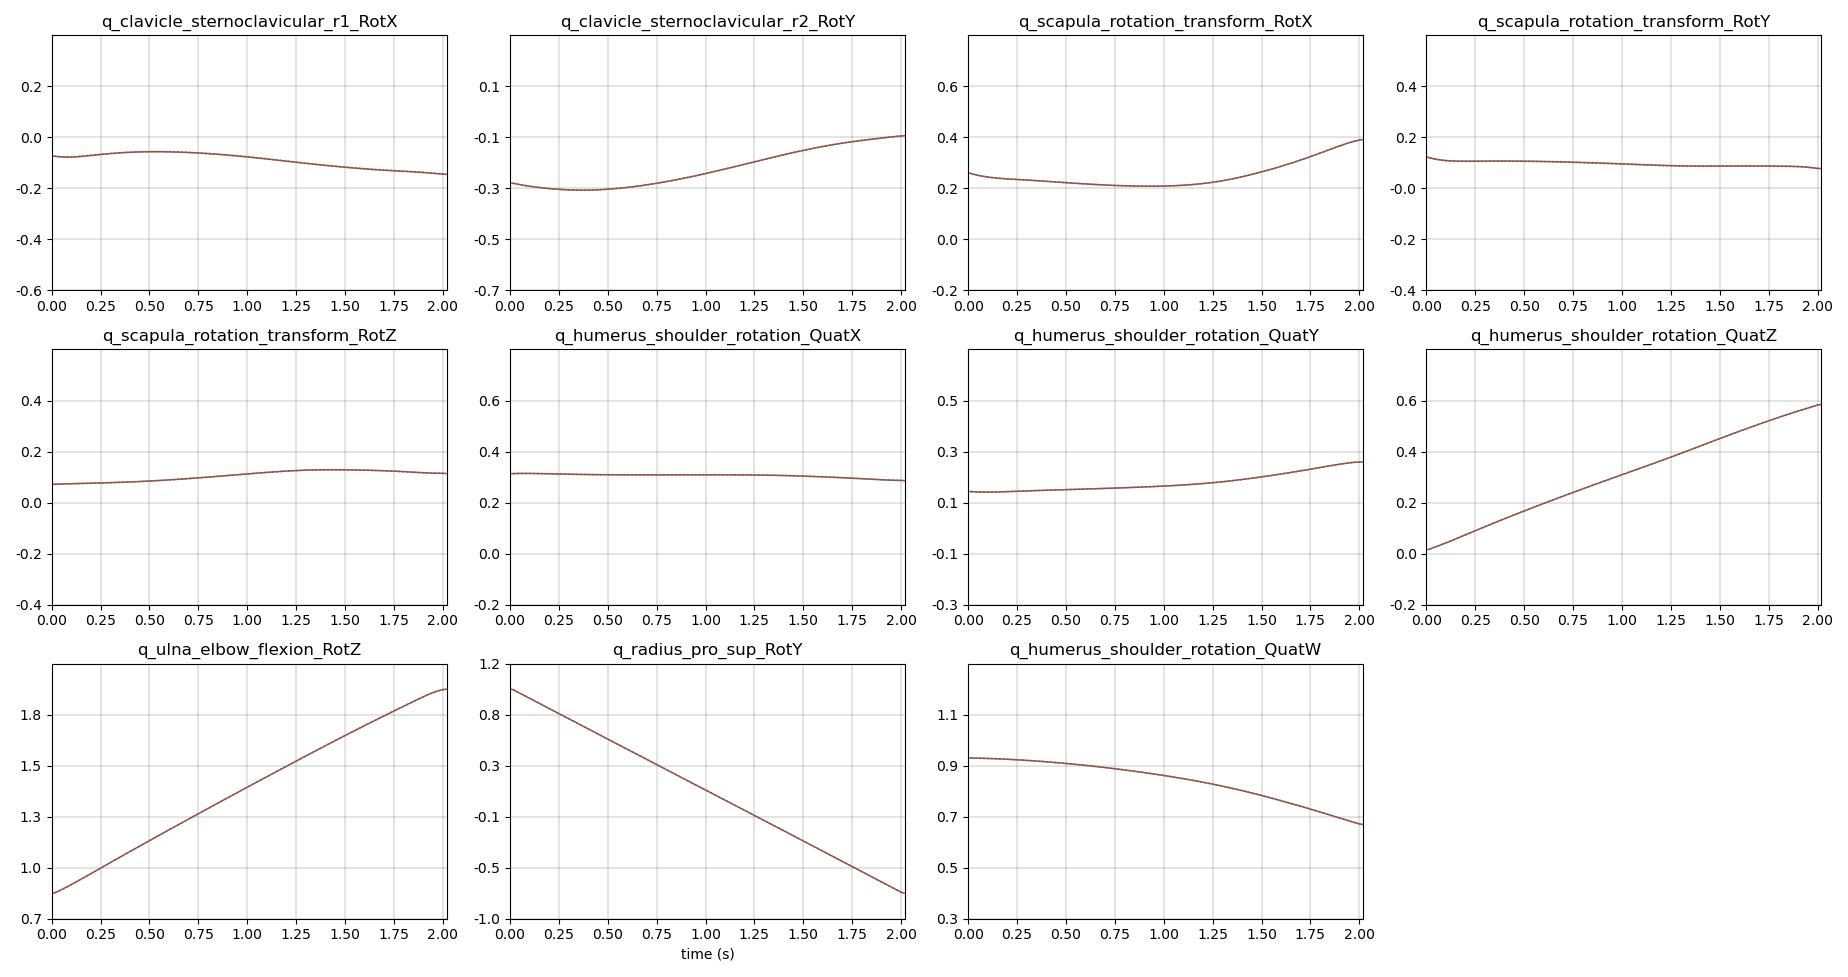 q_clavicle_sternoclavicular_r1_RotX
0.2
0.0
-0.2
-0.4
-0.6
0.00 0.25 0.50 0.75 1.00 1.25 1.50 1.75 2.00
q_clavicle_sternoclavicular_r2_RotY
0.1
-0.1
-0.3
-0.5
-0.7
0.00 0.25 0.50 0.75 1.00 1.25 1.50 1.75 2.00
q_scapula_rotation_transform_RotX
0.6
0.4
0.2
0.0
-0.2
0.00 0.25 0.50 0.75 1.00 1.25 1.50 1.75 2.00
q_scapula_rotation_transform_RotY
0.4
0.2
-0.0
-0.2
-0.4
0.00 0.25 0.50 0.75 1.00 1.25 1.50 1.75 2.00
q_scapula_rotation_transform_RotZ
0.4
0.2
0.0
-0.2
-0.4
0.00 0.25 0.50 0.75 1.00 1.25 1.50 1.75 2.00
q_humerus_shoulder_rotation_QuatX
0.6
0.4
0.2
0.0
-0.2
0.00 0.25 0.50 0.75 1.00 1.25 1.50 1.75 2.00
q_humerus_shoulder_rotation_QuatY
0.5
0.3
0.1
-0.1
-0.3
0.00 0.25 0.50 0.75 1.00 1.25 1.50 1.75 2.00
q_humerus_shoulder_rotation_QuatZ
0.6
0.4
0.2
0.0
-0.2
0.00 0.25 0.50 0.75 1.00 1.25 1.50 1.75 2.00
q_ulna_elbow_flexion_RotZ
1.8
1.5
1.3
1.0
0.7
0.00 0.25 0.50 0.75 1.00 1.25 1.50 1.75 2.00
q_radius_pro_sup_RotY
1.2
0.8
0.3
-0.1
-0.5
-1.0
0.00 0.25 0.50 0.75 1.00 1.25 1.50 1.75 2.00
time (s)
q_humerus_shoulder_rotation_QuatW
1.1
0.9
0.7
0.5
0.3
0.00 0.25 0.50 0.75 1.00 1.25 1.50 1.75 2.00